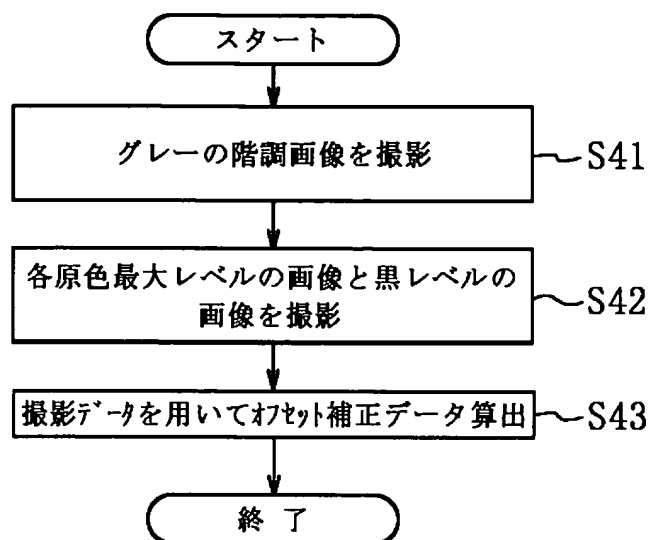 スタート
グレーの階調画像を撮影
S41
各原色最大レベルの画像と黒レベルの
画像を撮影
S42
撮影ﾃﾞｰﾀを用いてｵﾌｾｯﾄ補正データ算出
S43
終了